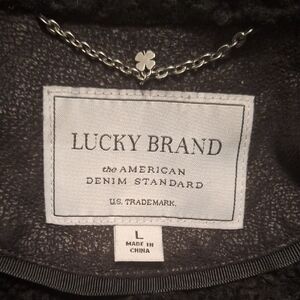 LUCKY BRAND
the AMERICAN
DENIM STANDARD
U.S. TRADEMARK.
L
MADE IN
CHINA